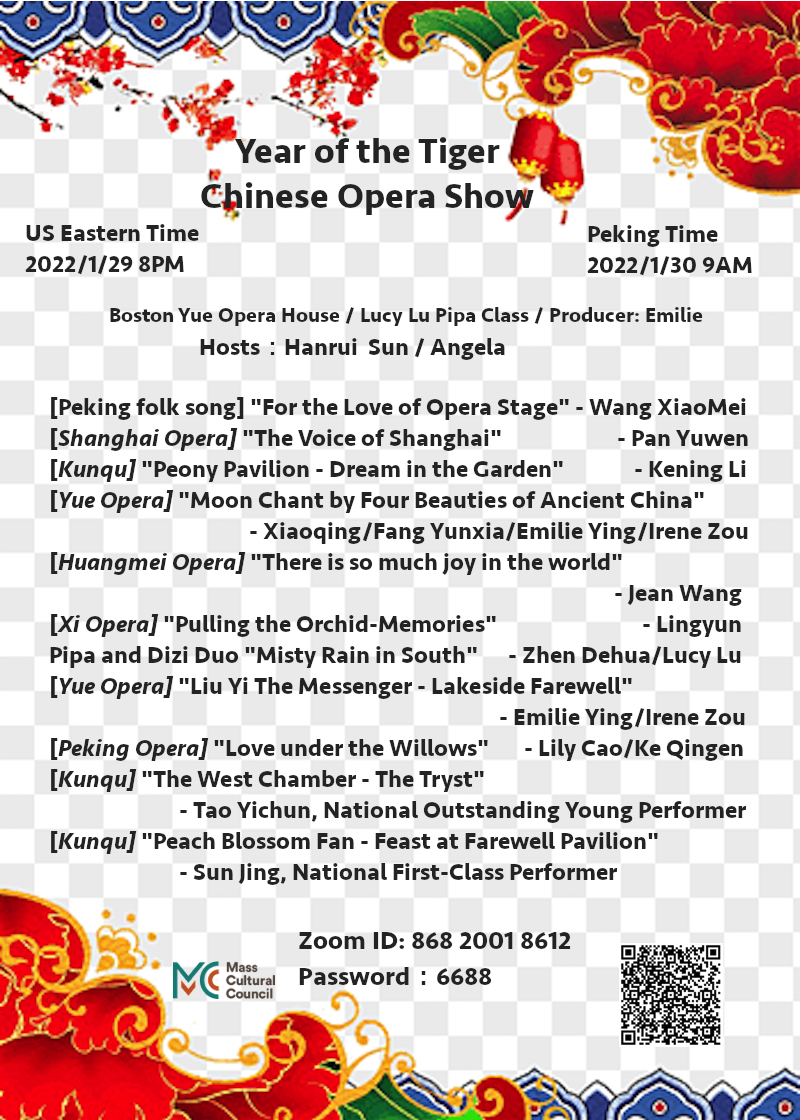 Year of the Tiger
Chinese Opera Show
US Eastern Time
2022/1/29 8PM
Peking Time
2022/1/30 9AM
Boston Yue Opera House / Lucy Lu Pipa Class / Producer: Emilie
Hosts：Hanrui Sun / Angela
[Peking folk song] "For the Love of Opera Stage" - Wang XiaoMei
[Shanghai Opera] "The Voice of Shanghai" - Pan Yuwen
[Kunqu] "Peony Pavilion - Dream in the Garden" - Kening Li
[Yue Opera] "Moon Chant by Four Beauties of Ancient China"
- Xiaoqing/Fang Yunxia/Emilie Ying/Irene Zou
[Huangmei Opera] "There is so much joy in the world"
- Jean Wang
[Xi Opera] "Pulling the Orchid-Memories" - Lingyun
Pipa and Dizi Duo "Misty Rain in South" - Zhen Dehua/Lucy Lu
[Yue Opera] "Liu Yi The Messenger - Lakeside Farewell"
- Emilie Ying/Irene Zou
[Peking Opera] "Love under the Willows" - Lily Cao/Ke Qingen
[Kunqu] "The West Chamber - The Tryst"
- Tao Yichun, National Outstanding Young Performer
[Kunqu] "Peach Blossom Fan - Feast at Farewell Pavilion"
- Sun Jing, National First-Class Performer
Zoom ID: 868 2001 8612
Password：6688
Mass
Cultural
Council